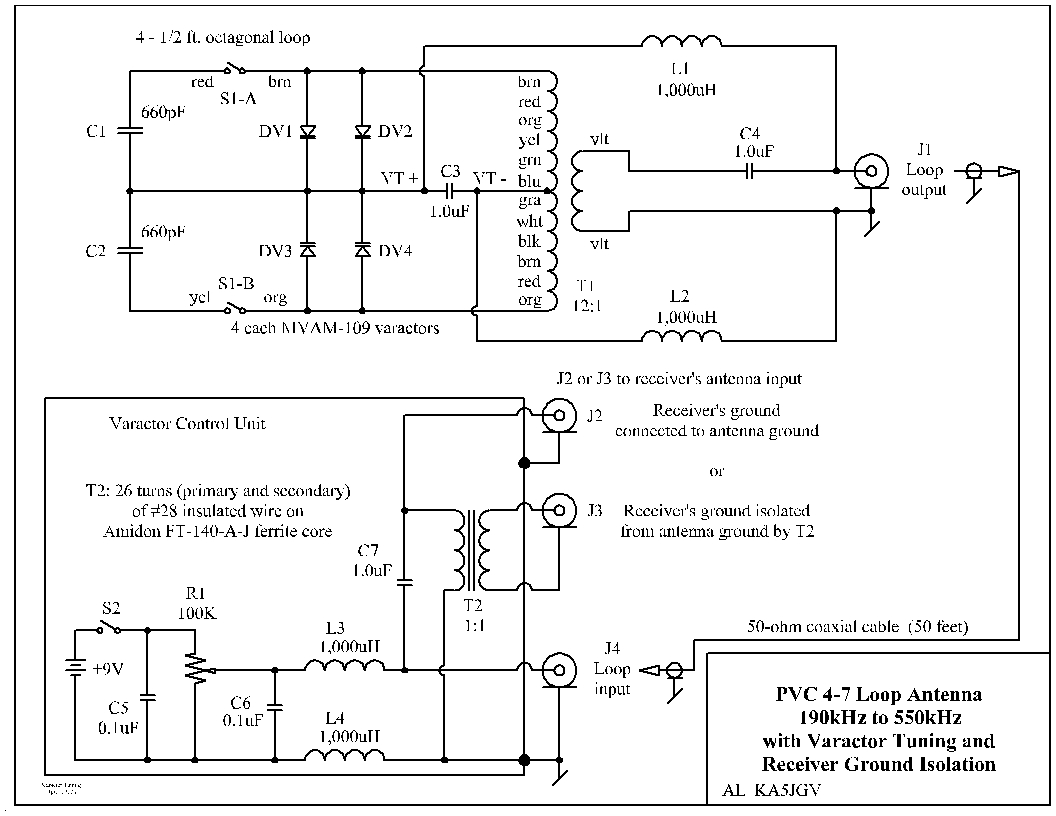 4 - 1/2 ft. octagonal loop
L1
1,000uH
red
brn
S1-A
660pF
C1
DV1
DV2
brn
red
org
yel
grn
blu
gra
wht
blk
brn
red
org
vlt
vlt
C4
1.0uF
J1
Loop
output
VT +
C3
VT -
1.0uF
660pF
C2
DV3
DV4
S1-B
yel
org
T1
12:1
4 each MVAM-109 varactors
L2
1,000uH
J2 or J3 to receiver's antenna input
J2
Receiver's ground
connected to antenna ground
or
J3
Receiver's ground isolated
from antenna ground by T2
Varactor Control Unit
T2: 26 turns (primary and secondary)
of #28 insulated wire on
Amidon FT-140-A-J ferrite core
C7
1.0uF
T2
1:1
S2
R1
100K
+9V
L3
1,000uH
C5
0.1uF
C6
0.1uF
L4
1,000uH
J4
Loop
input
50-ohm coaxial cable (50 feet)
PVC 4-7 Loop Antenna
190kHz to 550kHz
with Varactor Tuning and
Receiver Ground Isolation
AL KA5JGV